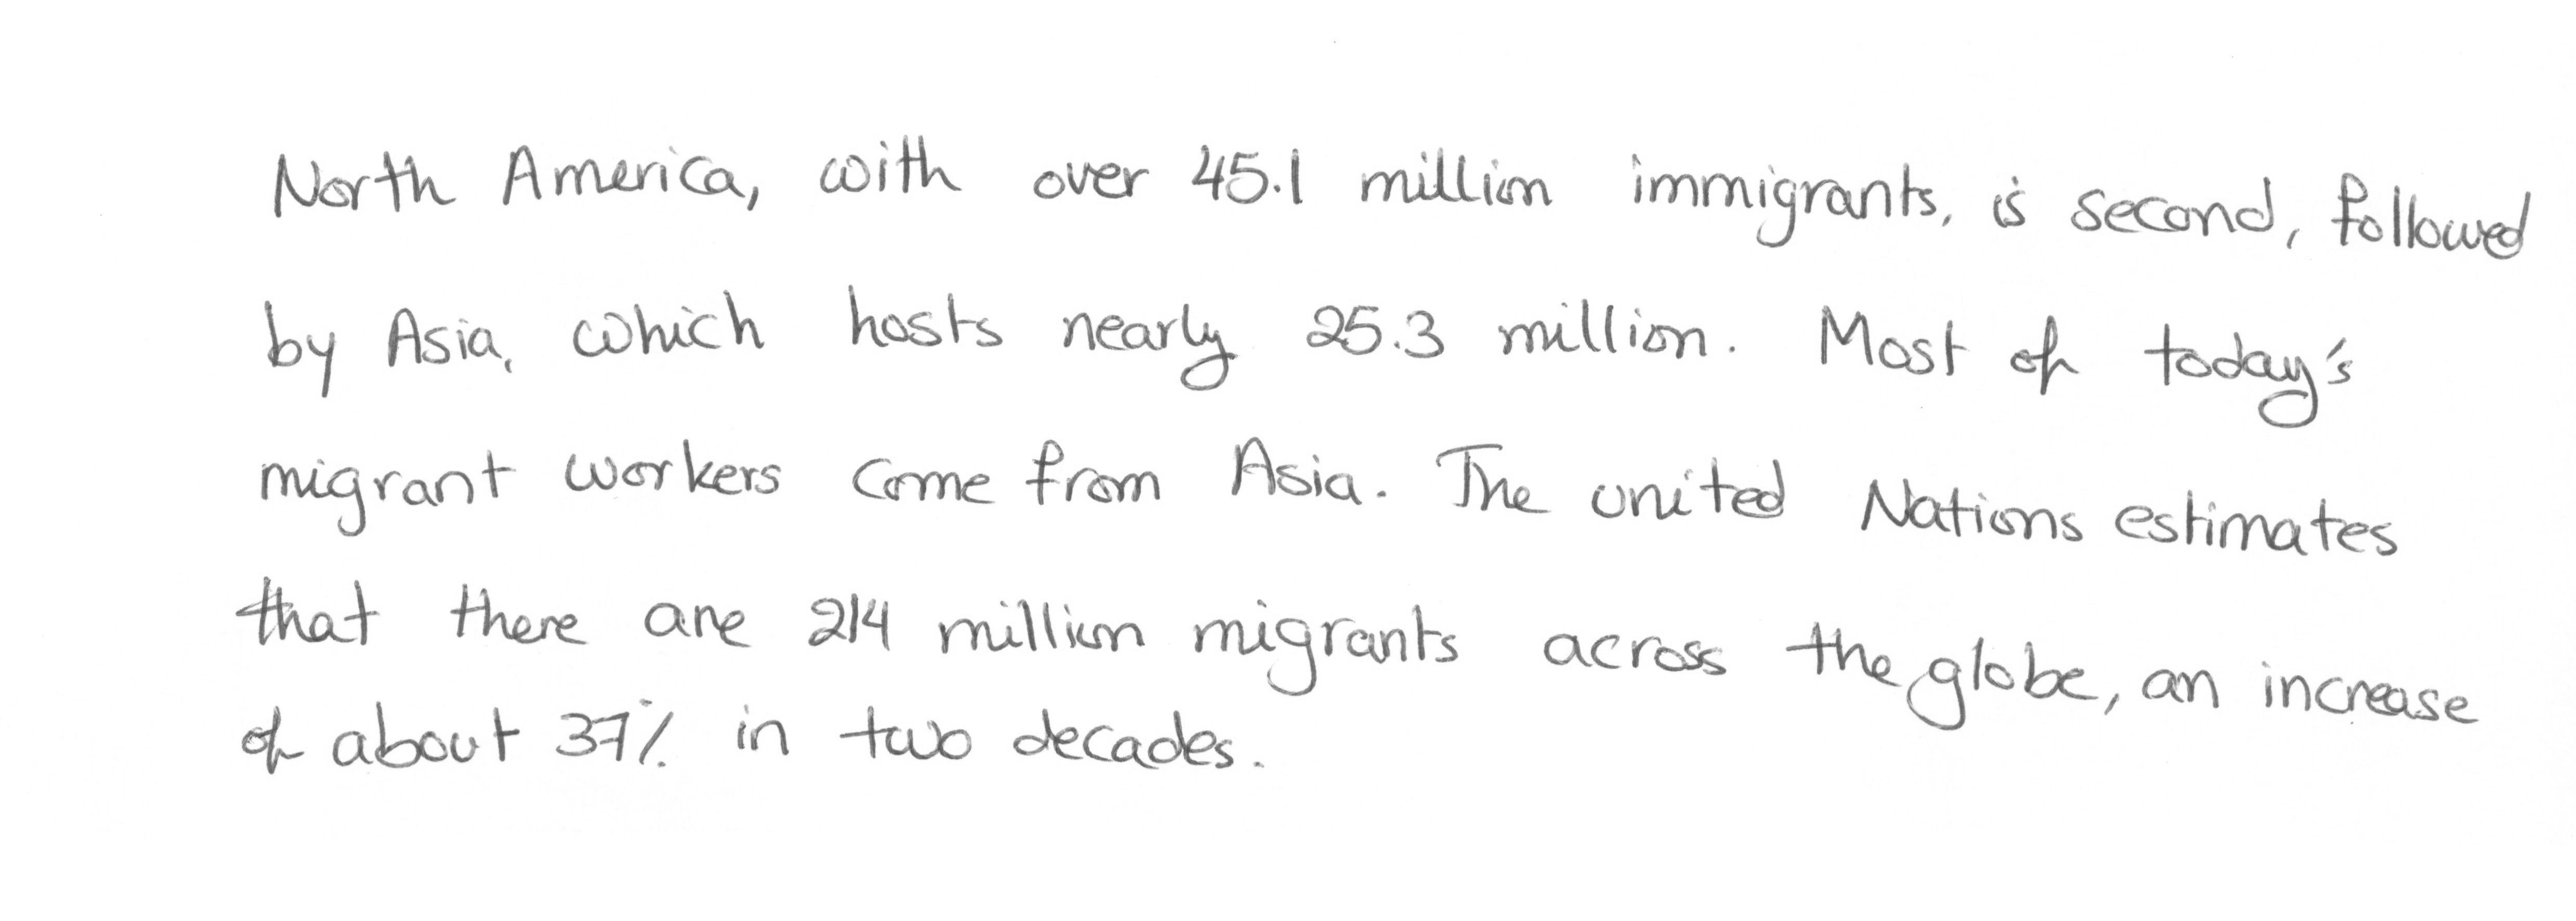 North America, with over 45.1 million immigrants, is second, followed
by Asia, which hosts nearly 25.3 million. Most of today's
migrant workers come from Asia. The united Nations estimates
that there are 214 million migrants across the globe, an increase
of about 37% in two decades.